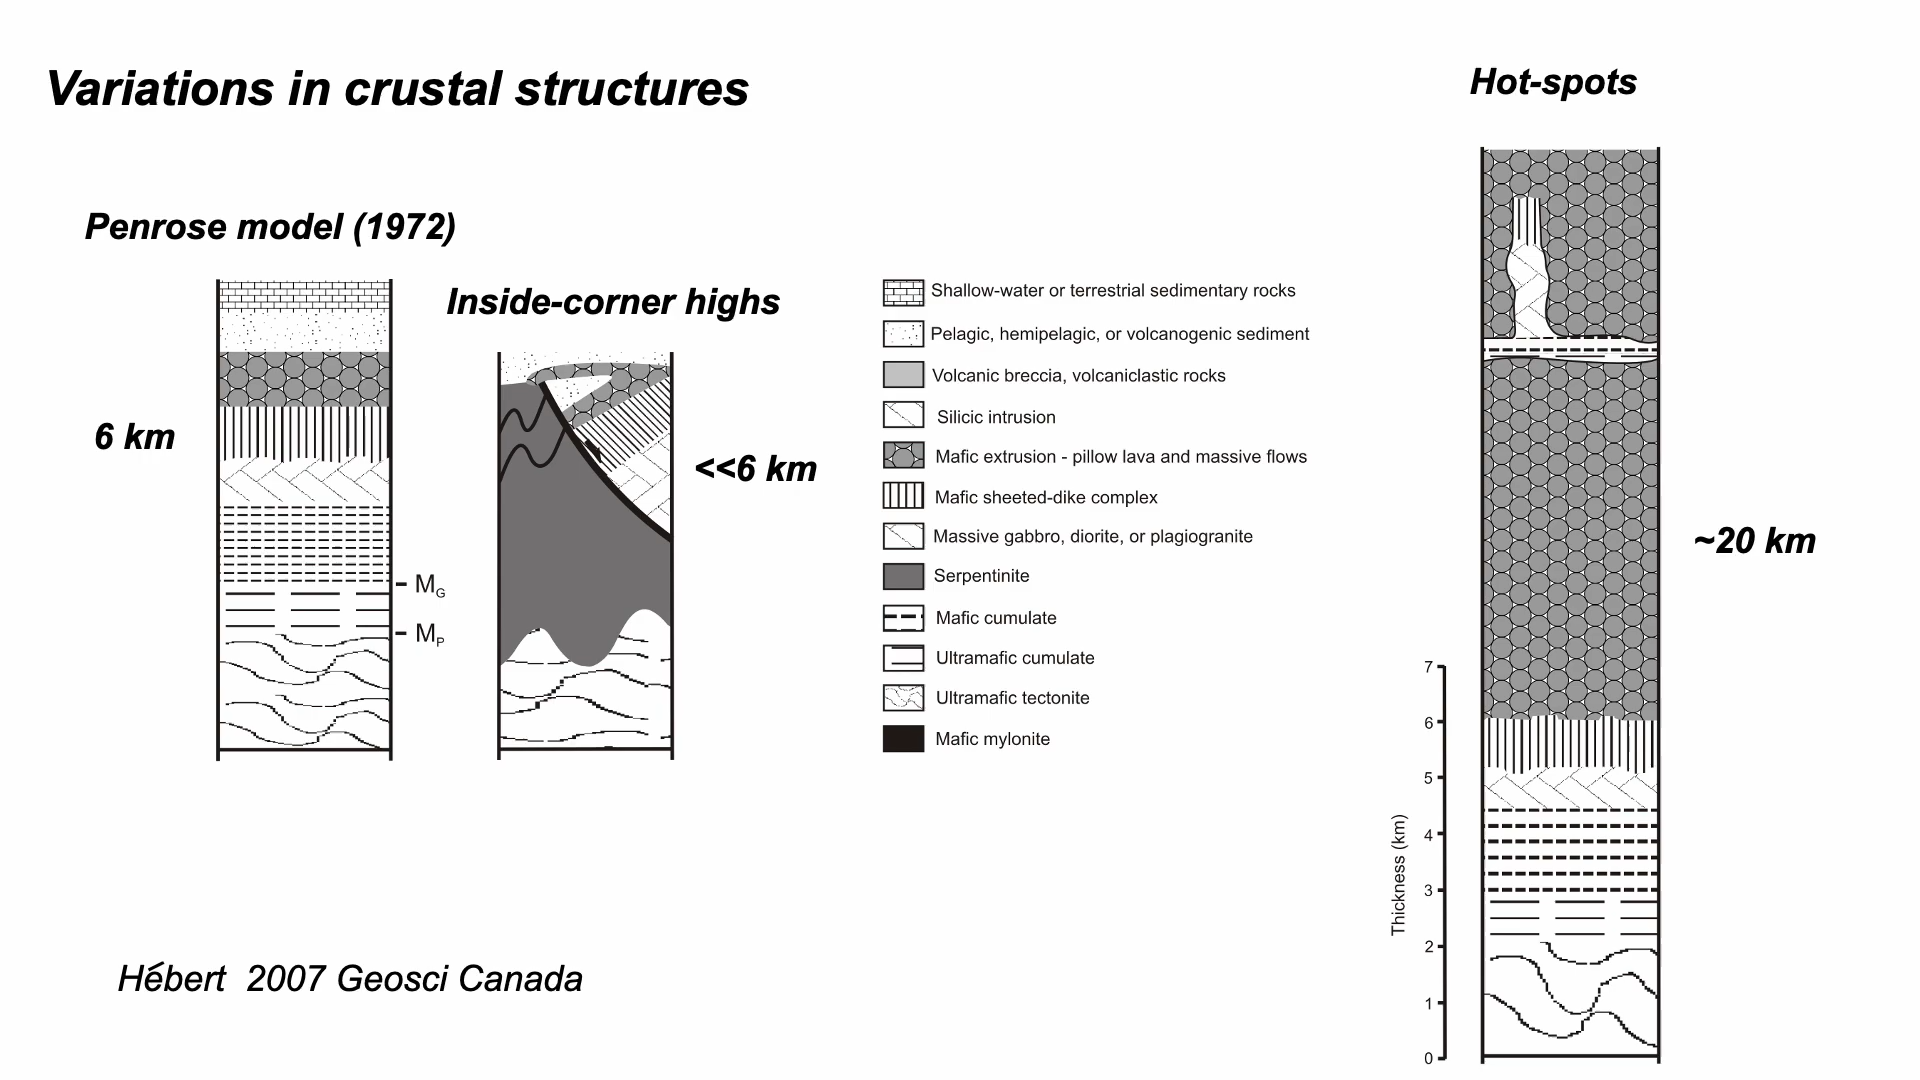 Variations in crustal structures
Hot-spots
Penrose model (1972)
Inside-corner highs
6 km
<<6 km
M_G
M_P
Shallow-water or terrestrial sedimentary rocks
Pelagic, hemipelagic, or volcanogenic sediment
Volcanic breccia, volcaniclastic rocks
Silicic intrusion
Mafic extrusion - pillow lava and massive flows
Mafic sheeted-dike complex
Massive gabbro, diorite, or plagiogranite
Serpentinite
Mafic cumulate
Ultramafic cumulate
Ultramafic tectonite
Mafic mylonite
~20 km
7
6
5
4
3
2
1
0
Thickness (km)
Hébert  2007 Geosci Canada